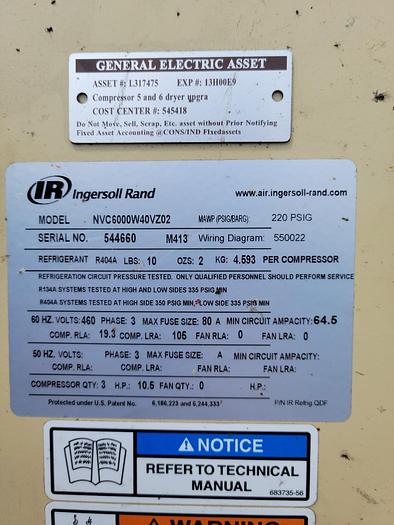 GENERAL ELECTRIC ASSET
ASSET #: L317475 EXP #: 13H00E9
Compressor 5 and 6 dryer upgra
COST CENTER #: 545418
Do Not Move, Sell, Scrap, Etc. asset without Prior Notifying
Fixed Asset Accounting @CONS/IND FIxedassets
IR Ingersoll Rand www.air.ingersoll-rand.com
MODEL NVC6000W40VZ02 MAWP (PSIG/BARG): 220 PSIG
SERIAL NO. 544660 M413 Wiring Diagram: 550022
REFRIGERANT R404A LBS: 10 OZS: 2 KG: 4.593 PER COMPRESSOR
REFRIGERATION CIRCUIT PRESSURE TESTED. ONLY QUALIFIED PERSONNEL SHOULD PERFORM SERVICE
R134A SYSTEMS TESTED AT HIGH AND LOW SIDES 335 PSIG MIN
R404A SYSTEMS TESTED AT HIGH SIDE 350 PSIG MIN, LOW SIDE 335 PSIG MIN
60 HZ. VOLTS: 460 PHASE: 3 MAX FUSE SIZE: 80 A MIN CIRCUIT AMPACITY: 64.5
COMP. RLA: 19.3 COMP. LRA: 105 FAN RLA: 0 FAN LRA: 0
50 HZ. VOLTS: PHASE: 3 MAX FUSE SIZE: A MIN CIRCUIT AMPACITY:
COMP. RLA: COMP. LRA: FAN RLA: FAN LRA:
COMPRESSOR QTY: 3 H.P.: 10.5 FAN QTY.: 0 H.P.:
Protected under U.S. Patent No. 6,186,223 and 6,244,333 P/N IR Refrig.QDF
NOTICE
REFER TO TECHNICAL
MANUAL
683735-56
WARNING